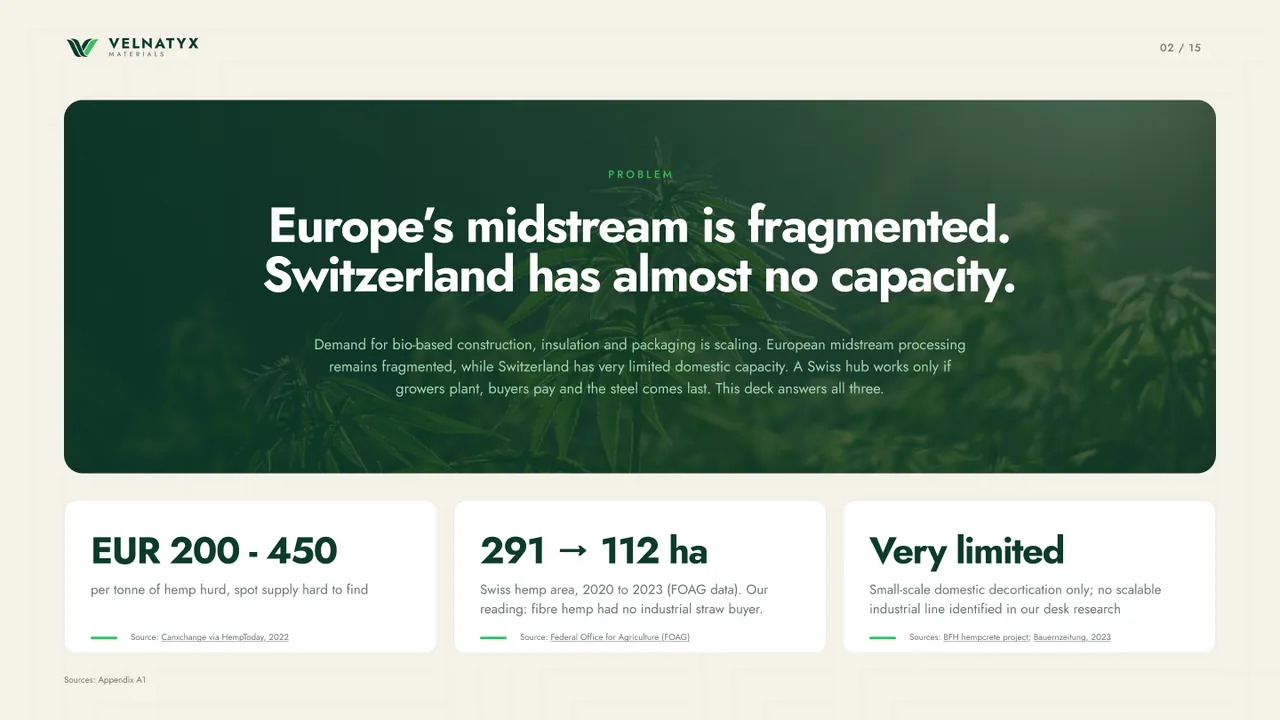 VELNATYX
MATERIALS
02 / 15
PROBLEM
Europe’s midstream is fragmented.
Switzerland has almost no capacity.
Demand for bio-based construction, insulation and packaging is scaling. European midstream processing
remains fragmented, while Switzerland has very limited domestic capacity. A Swiss hub works only if
growers plant, buyers pay and the steel comes last. This deck answers all three.
EUR 200 - 450
per tonne of hemp hurd, spot supply hard to find
Source: Canxchange via HempToday, 2022
291 → 112 ha
Swiss hemp area, 2020 to 2023 (FOAG data). Our
reading: fibre hemp had no industrial straw buyer.
Source: Federal Office for Agriculture (FOAG)
Very limited
Small-scale domestic decortication only; no scalable
industrial line identified in our desk research
Sources: BFH hempcrete project; Bauernzeitung, 2023
Sources: Appendix A1